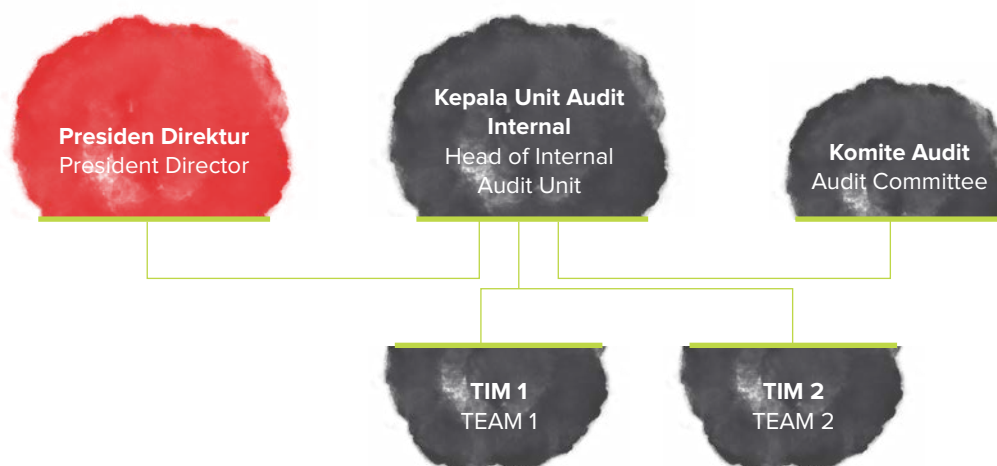 Presiden Direktur
President Director
Kepala Unit Audit
Internal
Head of Internal
Audit Unit
Komite Audit
Audit Committee
TIM 1
TEAM 1
TIM 2
TEAM 2